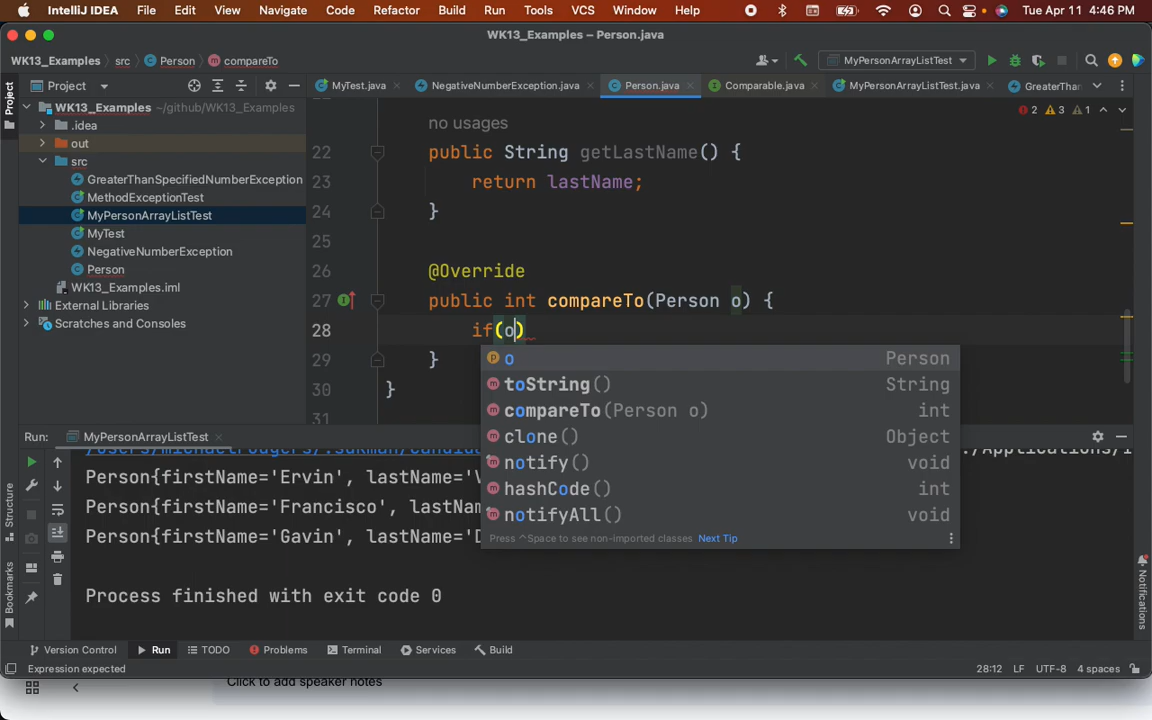 IntelliJ IDEA File Edit View Navigate Code Refactor Build Run Tools VCS Window Help Tue Apr 11 4:46 PM
WK13_Examples – Person.java
WK13_Examples src Person compareTo MyPersonArrayListTest
Project MyTest.java NegativeNumberException.java Person.java Comparable.java MyPersonArrayListTest.java GreaterThan
Project
WK13_Examples ~/github/WK13_Examples
.idea
out
src
GreaterThanSpecifiedNumberException
MethodExceptionTest
MyPersonArrayListTest
MyTest
NegativeNumberException
Person
WK13_Examples.iml
External Libraries
Scratches and Consoles
2 3 1
no usages
22 public String getLastName() {
23 return lastName;
24 }
25
26 @Override
27 public int compareTo(Person o) {
28 if(o)
29 }
30 }
31
o Person
toString() String
compareTo(Person o) int
clone() Object
notify() void
hashCode() int
notifyAll() void
Press ^Space to see non-imported classes Next Tip
Run: MyPersonArrayListTest
Person{firstName='Ervin', lastName='
Person{firstName='Francisco', lastNam
Person{firstName='Gavin', lastName='D
Process finished with exit code 0
Structure
Bookmarks
Notifications
Version Control Run TODO Problems Terminal Services Build
Expression expected 28:12 LF UTF-8 4 spaces
Click to add speaker notes